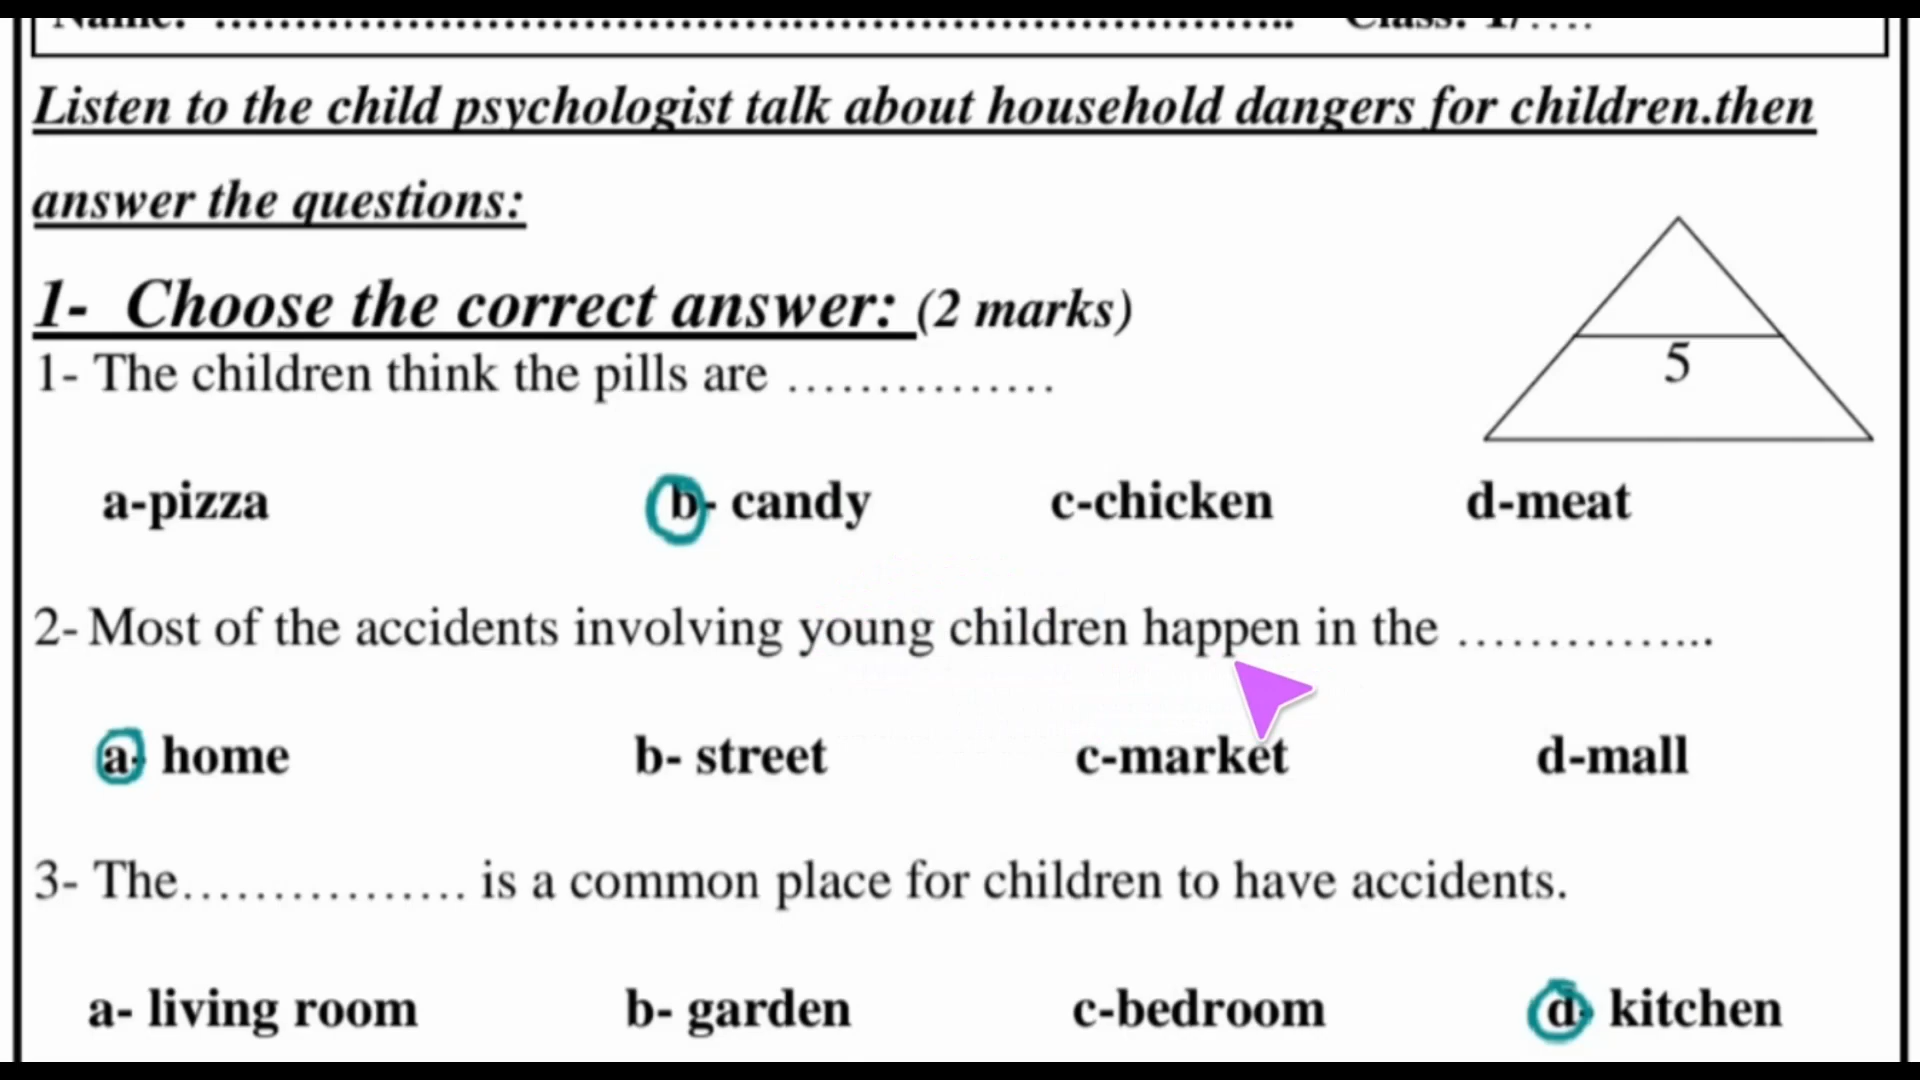 Name: ……………………………………………………….. Class: 1/….
Listen to the child psychologist talk about household dangers for children.then
answer the questions:
1- Choose the correct answer: (2 marks)
5
1- The children think the pills are ……………
a-pizza b- candy c-chicken d-meat
2- Most of the accidents involving young children happen in the …………..
a- home b- street c-market d-mall
3- The…………… is a common place for children to have accidents.
a- living room b- garden c-bedroom d- kitchen